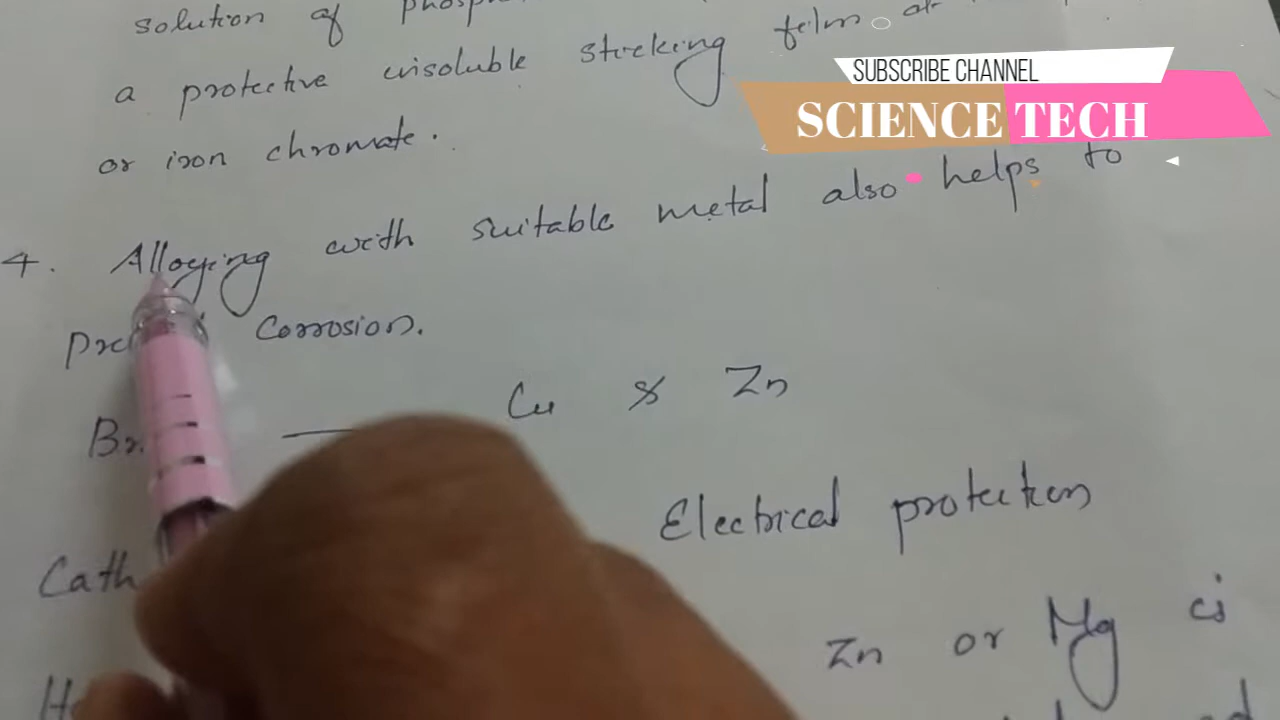 solution of
a protective insoluble sticking film
or iron chromate.
SUBSCRIBE CHANNEL
SCIENCE TECH
4. Alloying with suitable metal also helps to
Corrosion.
Cu & Zn
Electrical protection
Zn or Mg is